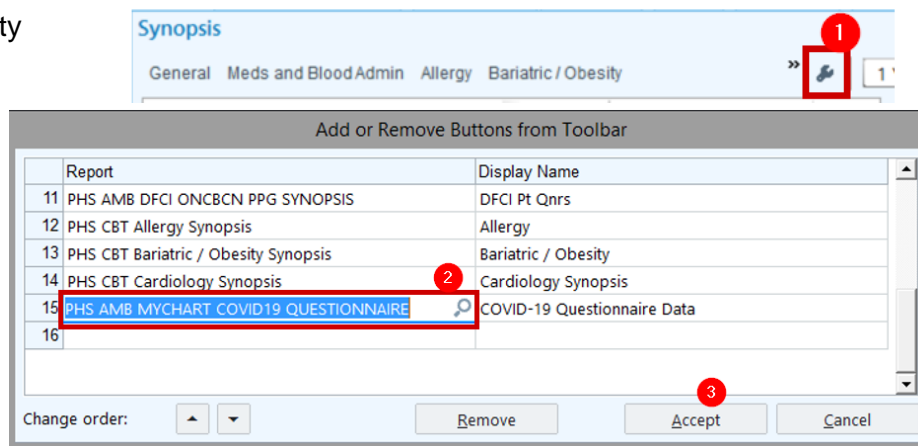 ty
Synopsis
1
General Meds and Blood Admin Allergy Bariatric / Obesity » 1
Add or Remove Buttons from Toolbar
Report Display Name
11 PHS AMB DFCI ONCBCN PPG SYNOPSIS DFCI Pt Qnrs
12 PHS CBT Allergy Synopsis Allergy
13 PHS CBT Bariatric / Obesity Synopsis Bariatric / Obesity
14 PHS CBT Cardiology Synopsis 2 Cardiology Synopsis
15 PHS AMB MYCHART COVID19 QUESTIONNAIRE COVID-19 Questionnaire Data
16
3
Change order: Remove Accept Cancel